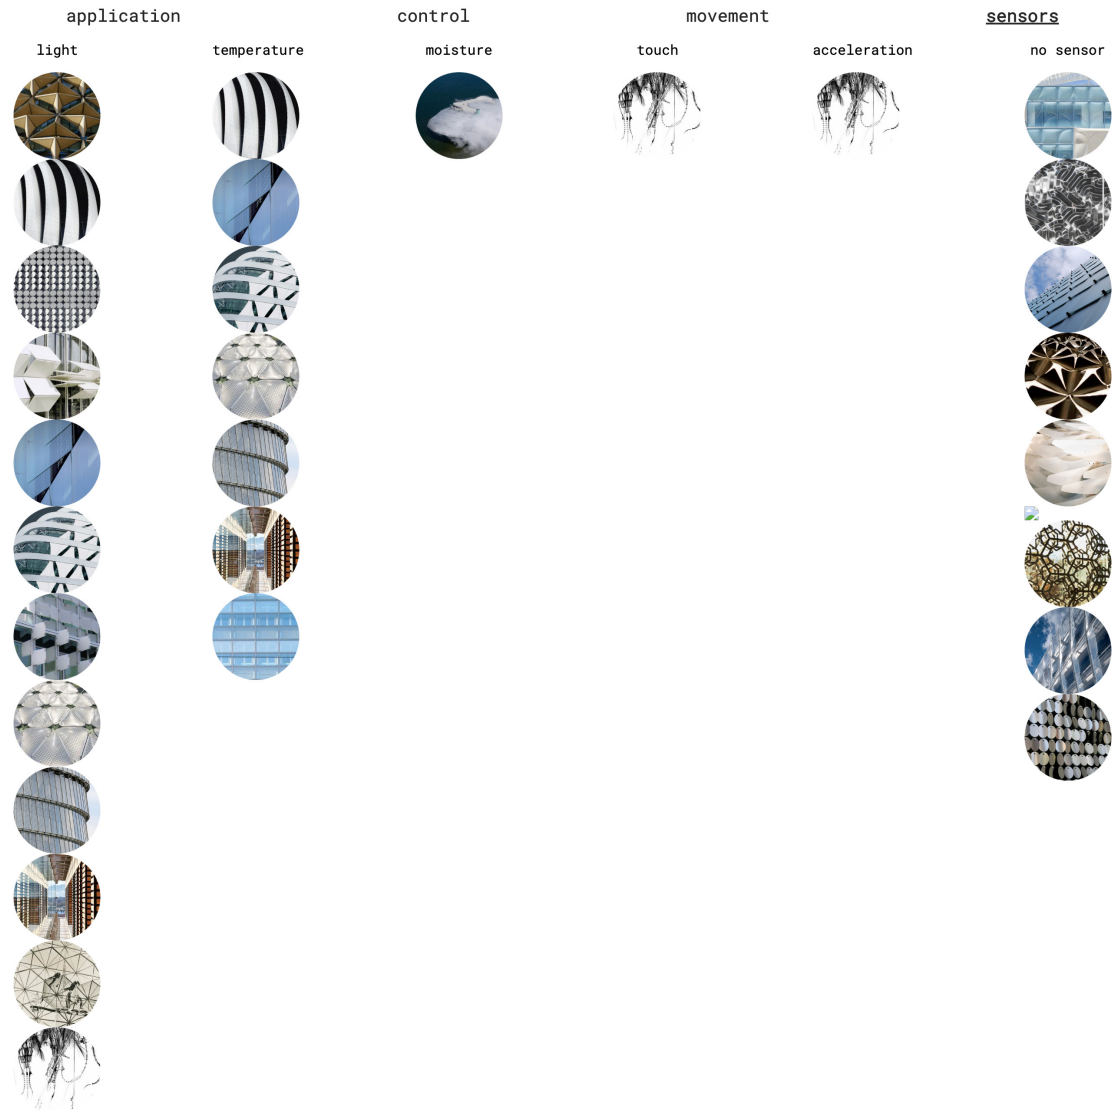 application control movement sensors
light temperature moisture touch acceleration no sensor